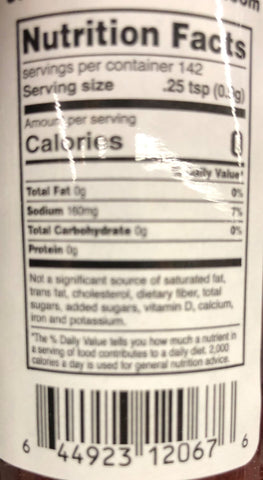 Nutrition Facts
servings per container 142
Serving size .25 tsp
Amount per serving
Calories 0
Daily Value*
Total Fat 0g 0%
Sodium 160mg 7%
Total Carbohydrate 0g 0%
Protein 0g
Not a significant source of saturated fat,
trans fat, cholesterol, dietary fiber, total
sugars, added sugars, vitamin D, calcium,
iron and potassium.
*The % Daily Value tells you how much a nutrient in
a serving of food contributes to a daily diet. 2,000
calories a day is used for general nutrition advice.
6 44923 12067 6